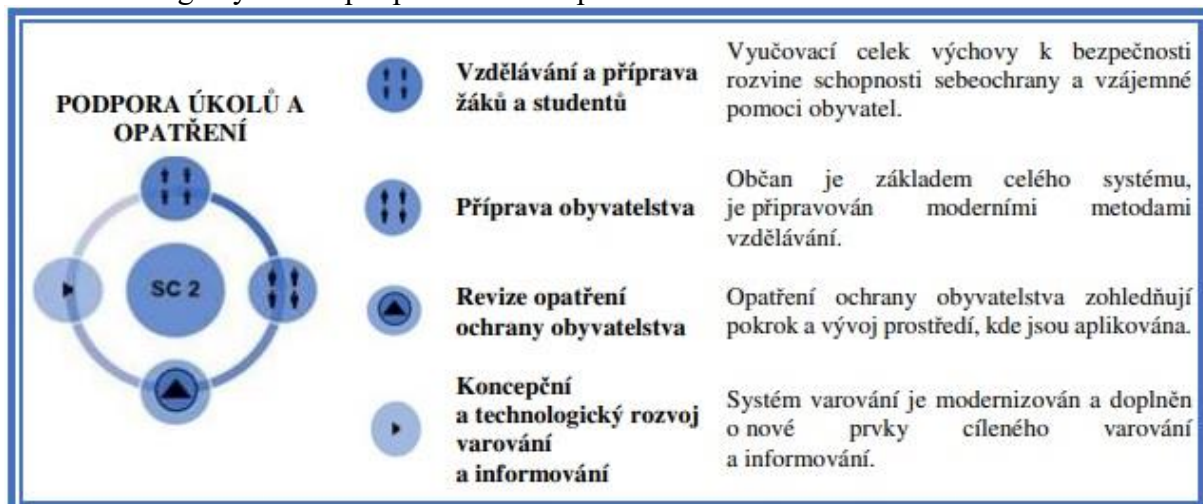 PODPORA ÚKOLŮ A
OPATŘENÍ
SC 2
Vzdělávání a příprava
žáků a studentů
Vyučovací celek výchovy k bezpečnosti
rozvine schopnosti sebeochrany a vzájemné
pomoci obyvatel.
Příprava obyvatelstva
Občan je základem celého systému,
je připravován moderními metodami
vzdělávání.
Revize opatření
ochrany obyvatelstva
Opatření ochrany obyvatelstva zohledňují
pokrok a vývoj prostředí, kde jsou aplikována.
Koncepční
a technologický rozvoj
varování
a informování
Systém varování je modernizován a doplněn
o nové prvky cíleného varování
a informování.